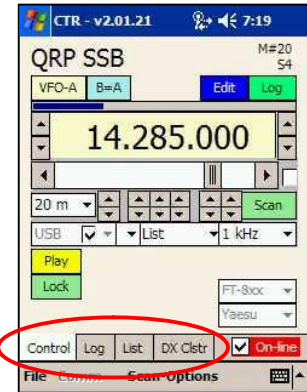 CTR - v2.01.21 7:19
QRP SSB M#20
S4
VFO-A B=A Edit Log
14.285.000
20 m Scan
USB List 1 kHz
Play
Lock FT-8xx
Yaesu
Control Log List DX Clstr On-line
File Comm Scan-Options